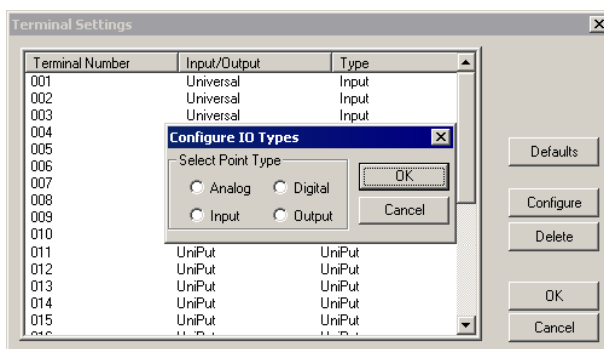 Terminal Settings
Terminal Number Input/Output Type
001 Universal Input
002 Universal Input
003 Universal Input
004
005
006
007
008
009
010
011 UniPut UniPut
012 UniPut UniPut
013 UniPut UniPut
014 UniPut UniPut
015 UniPut UniPut
Configure IO Types
Select Point Type
Analog Digital
Input Output
OK
Cancel
Defaults
Configure
Delete
OK
Cancel